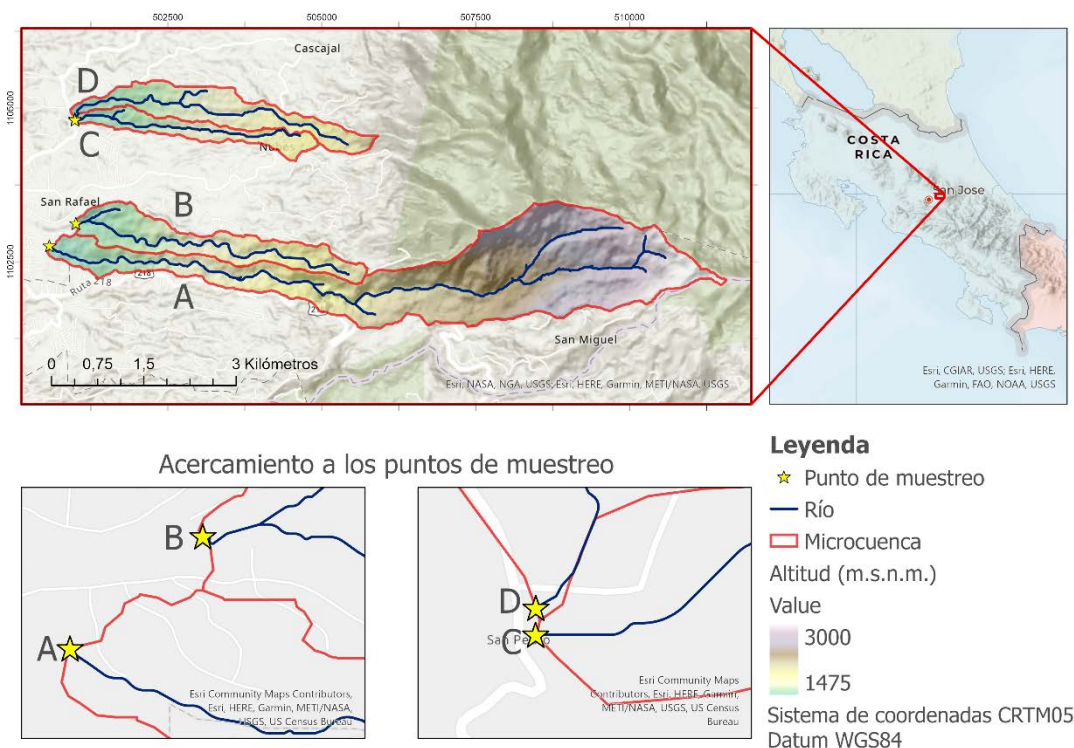 502500 505000 507500 510000
Cascajal
D
1105000
C
San Rafael
B
1102500
Ruta 218
218
A
San Miguel
0 0.75 1.5 3 Kilómetros
Esri, NASA, NGA, USGS; Esri, HERE, Garmin, METI/NASA, USGS
COSTA
RICA
San Jose
Esri, CGIAR, USGS; Esri, HERE,
Garmin, FAO, NOAA, USGS
Acercamiento a los puntos de muestreo
B
A
Esri Community Maps Contributors,
Esri, HERE, Garmin, METI/NASA,
USGS, US Census
Bureau
D
C
Esri Community Maps
Contributors, Esri, HERE, Garmin,
METI/NASA, USGS, US Census
Bureau
Leyenda
Punto de muestreo
Río
Microcuenca
Altitud (m.s.n.m.)
Value
3000
1475
Sistema de coordenadas CRTM05
Datum WGS84